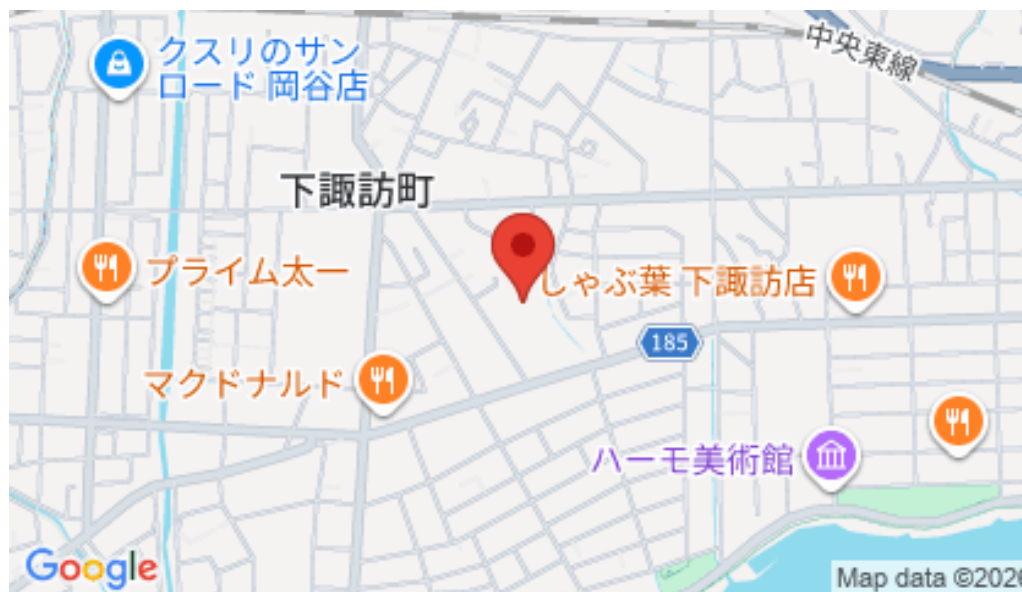 中央東線
クスリのサン
ロード 岡谷店
下諏訪町
プライム太一
しゃぶ葉 下諏訪店
185
マクドナルド
ハーモ美術館
Google
Map data ©2026